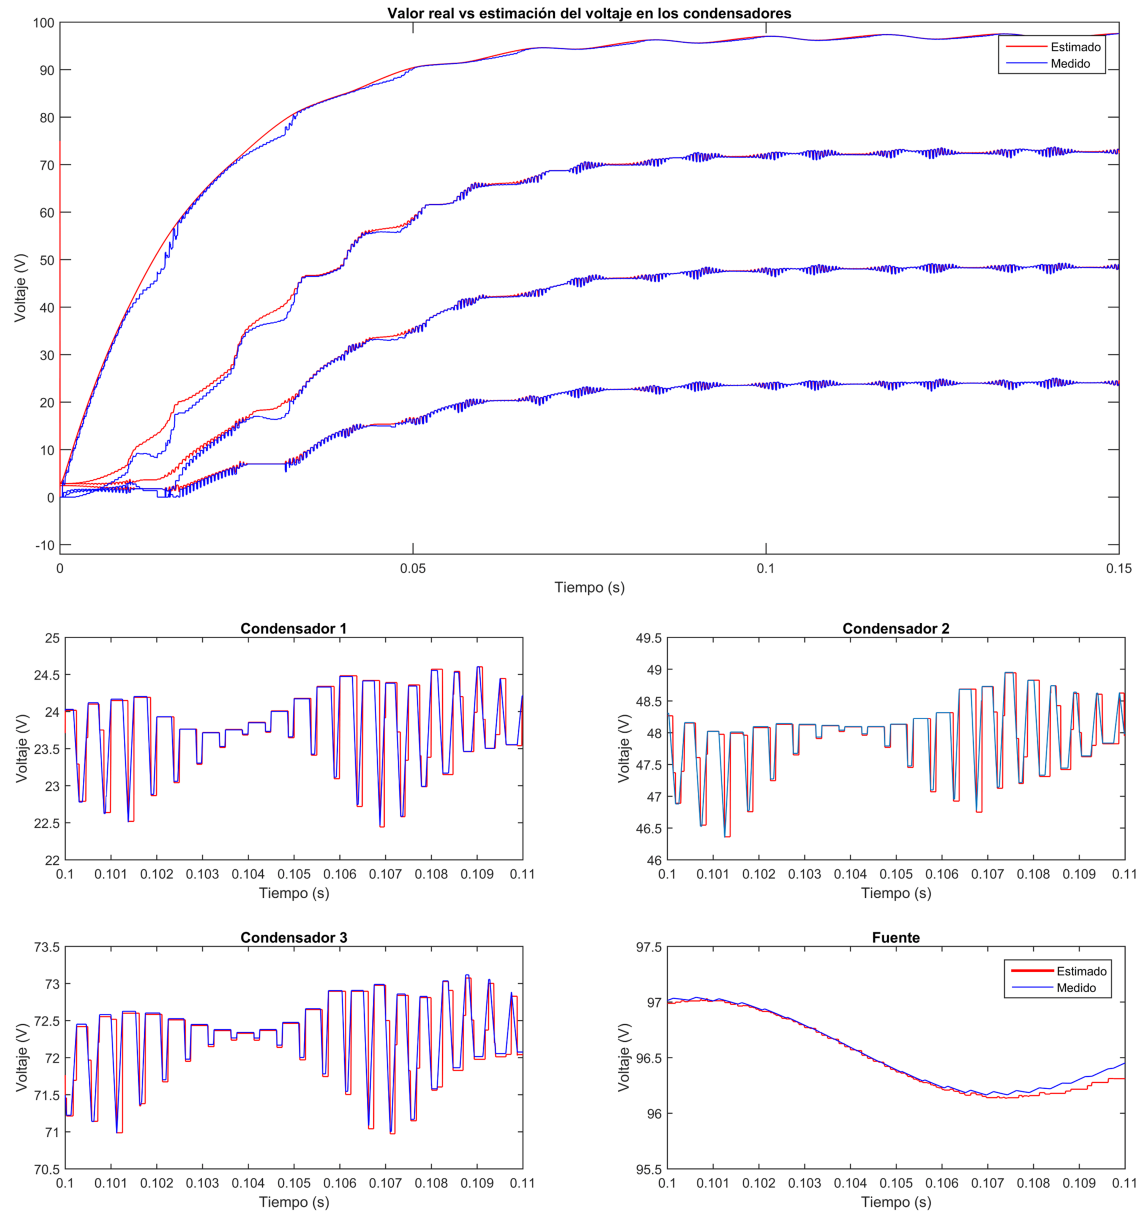 Valor real vs estimación del voltaje en los condensadores
100
90
80
70
60
50
40
30
20
10
0
-10
Voltaje (V)
Estimado
Medido
0 0.05 0.1 0.15
Tiempo (s)
Condensador 1
25
24.5
24
23.5
23
22.5
22
Voltaje (V)
0.1 0.101 0.102 0.103 0.104 0.105 0.106 0.107 0.108 0.109 0.11
Tiempo (s)
Condensador 2
49.5
49
48.5
48
47.5
47
46.5
46
Voltaje (V)
0.1 0.101 0.102 0.103 0.104 0.105 0.106 0.107 0.108 0.109 0.11
Tiempo (s)
Condensador 3
73.5
73
72.5
72
71.5
71
70.5
Voltaje (V)
0.1 0.101 0.102 0.103 0.104 0.105 0.106 0.107 0.108 0.109 0.11
Tiempo (s)
Fuente
97.5
97
96.5
96
95.5
Voltaje (V)
Estimado
Medido
0.1 0.101 0.102 0.103 0.104 0.105 0.106 0.107 0.108 0.109 0.11
Tiempo (s)